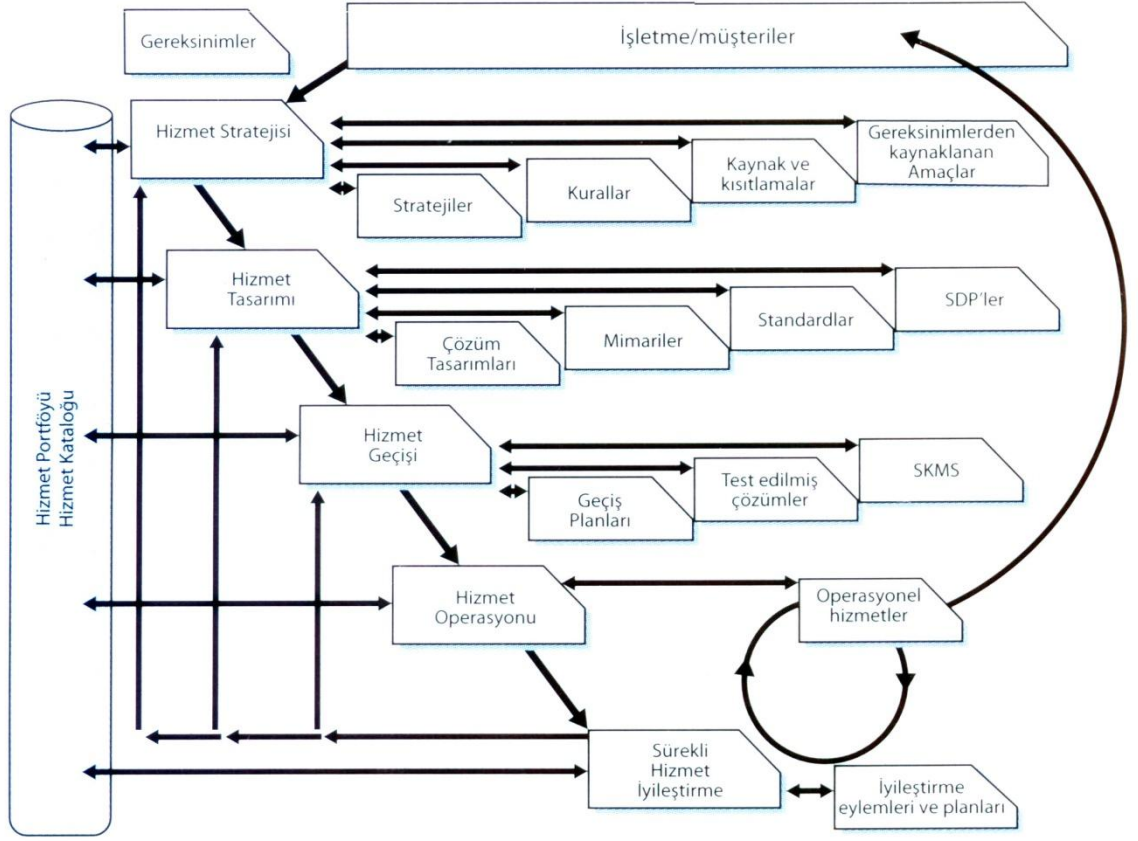 Gereksinimler
İşletme/müşteriler
Hizmet Stratejisi
Gereksinimlerden
kaynaklanan
Amaçlar
Kaynak ve
kısıtlamalar
Kurallar
Stratejiler
Hizmet
Tasarımı
SDP'ler
Standardlar
Mimariler
Çözüm
Tasarımları
Hizmet Portföyü
Hizmet Kataloğu
Hizmet
Geçişi
SKMS
Test edilmiş
çözümler
Geçiş
Planları
Hizmet
Operasyonu
Operasyonel
hizmetler
Sürekli
Hizmet
İyileştirme
İyileştirme
eylemleri ve planları